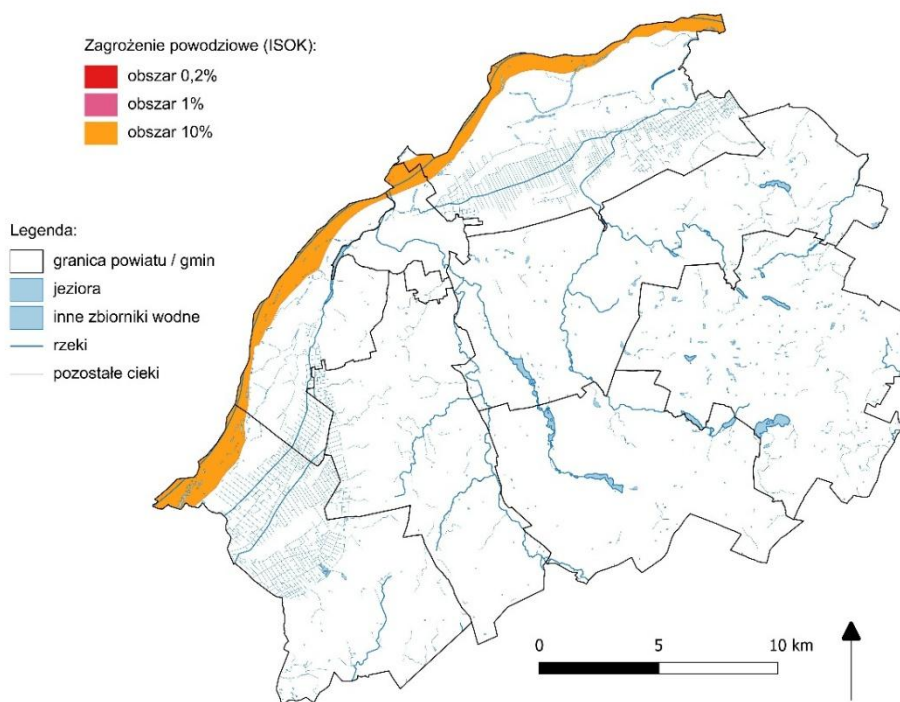 Zagrożenie powodziowe (ISOK):
obszar 0,2%
obszar 1%
obszar 10%
Legenda:
granica powiatu / gmin
jeziora
inne zbiorniki wodne
rzeki
pozostałe cieki
0 5 10 km